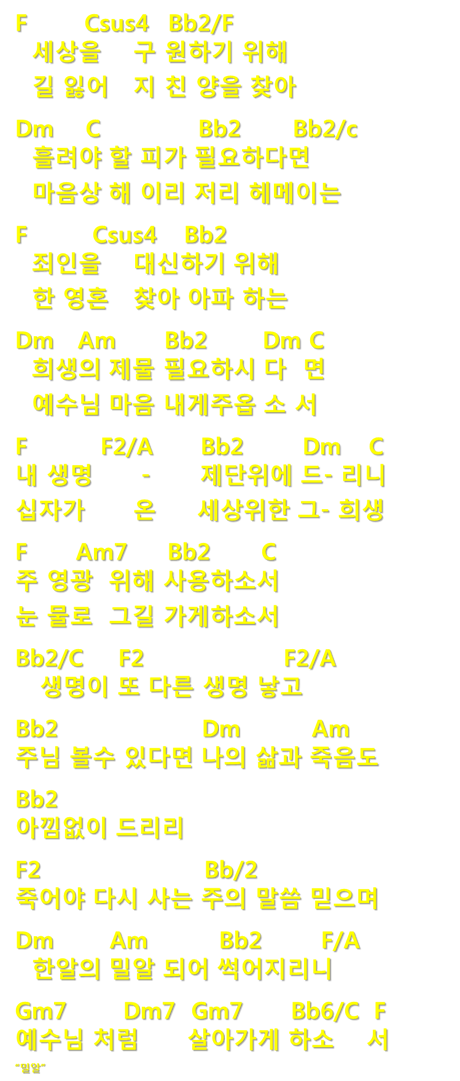 F Csus4 Bb2/F
세상을 구 원하기 위해
길 잃어 지 친 양을 찾아
Dm C Bb2 Bb2/c
흘려야 할 피가 필요하다면
마음상 해 이리 저리 헤메이는
F Csus4 Bb2
죄인을 대신하기 위해
한 영혼 찾아 아파 하는
Dm Am Bb2 Dm C
희생의 제물 필요하시 다 면
예수님 마음 내게주옵 소 서
F F2/A Bb2 Dm C
내 생명 - 제단위에 드- 리니
십자가 온 세상위한 그- 희생
F Am7 Bb2 C
주 영광 위해 사용하소서
눈 물로 그길 가게하소서
Bb2/C F2 F2/A
생명이 또 다른 생명 낳고
Bb2 Dm Am
주님 볼수 있다면 나의 삶과 죽음도
Bb2
아낌없이 드리리
F2 Bb/2
죽어야 다시 사는 주의 말씀 믿으며
Dm Am Bb2 F/A
한알의 밀알 되어 썩어지리니
Gm7 Dm7 Gm7 Bb6/C F
예수님 처럼 살아가게 하소 서
"밀알"